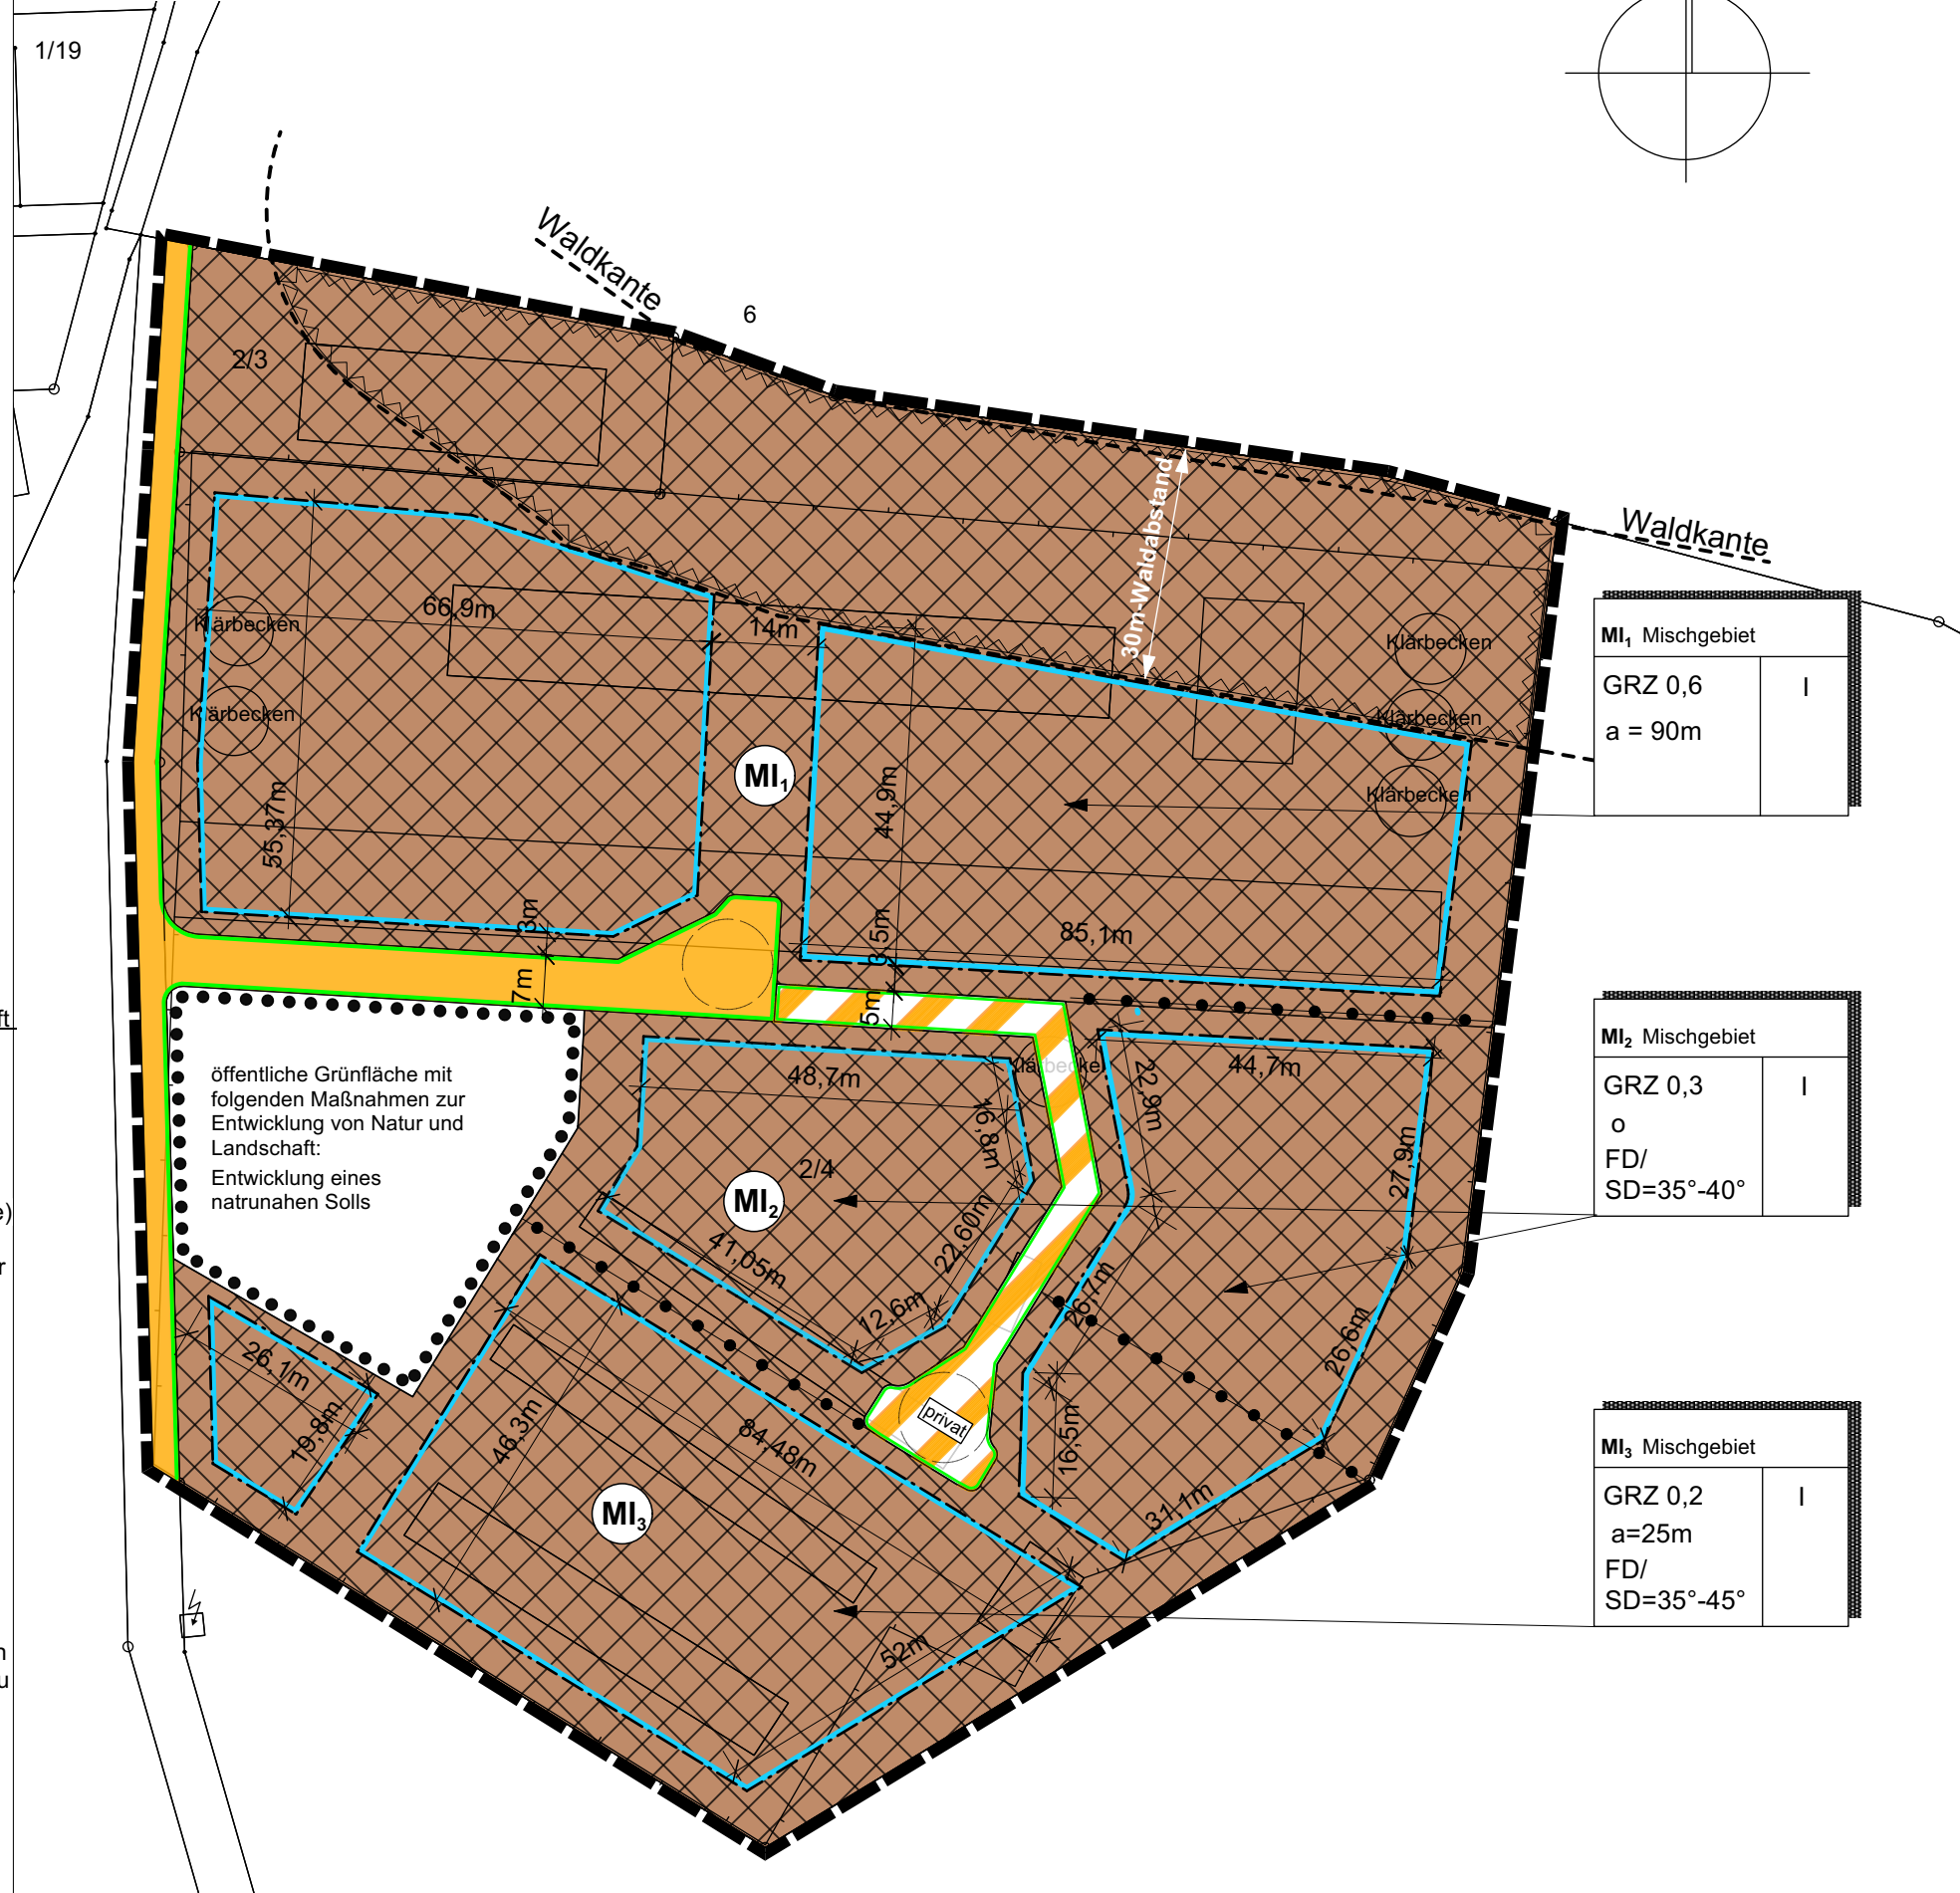 1/19
Waldkante
6
2/3
Waldkante
30m-Waldabstand
66,9m
14m
Klärbecken
Klärbecken
Klärbecken
Klärbecken
Klärbecken
MI1
55,37m
44,9m
3m
3,5m
85,1m
7m
5m
MI1 Mischgebiet
GRZ 0,6
I
a = 90m
ft
öffentliche Grünfläche mit
folgenden Maßnahmen zur
Entwicklung von Natur und
Landschaft:
Entwicklung eines
natrunahen Solls
48,7m
Klärbecken
22,9m
44,7m
16,8m
27,9m
2/4
MI2
22,60m
41,05m
12,6m
26,7m
26,6m
MI2 Mischgebiet
GRZ 0,3
I
o
FD/
SD=35°-40°
e)
r
26,1m
19,8m
46,3m
84,48m
privat
16,5m
31,1m
MI3
52m
MI3 Mischgebiet
GRZ 0,2
I
a=25m
FD/
SD=35°-45°
n
u